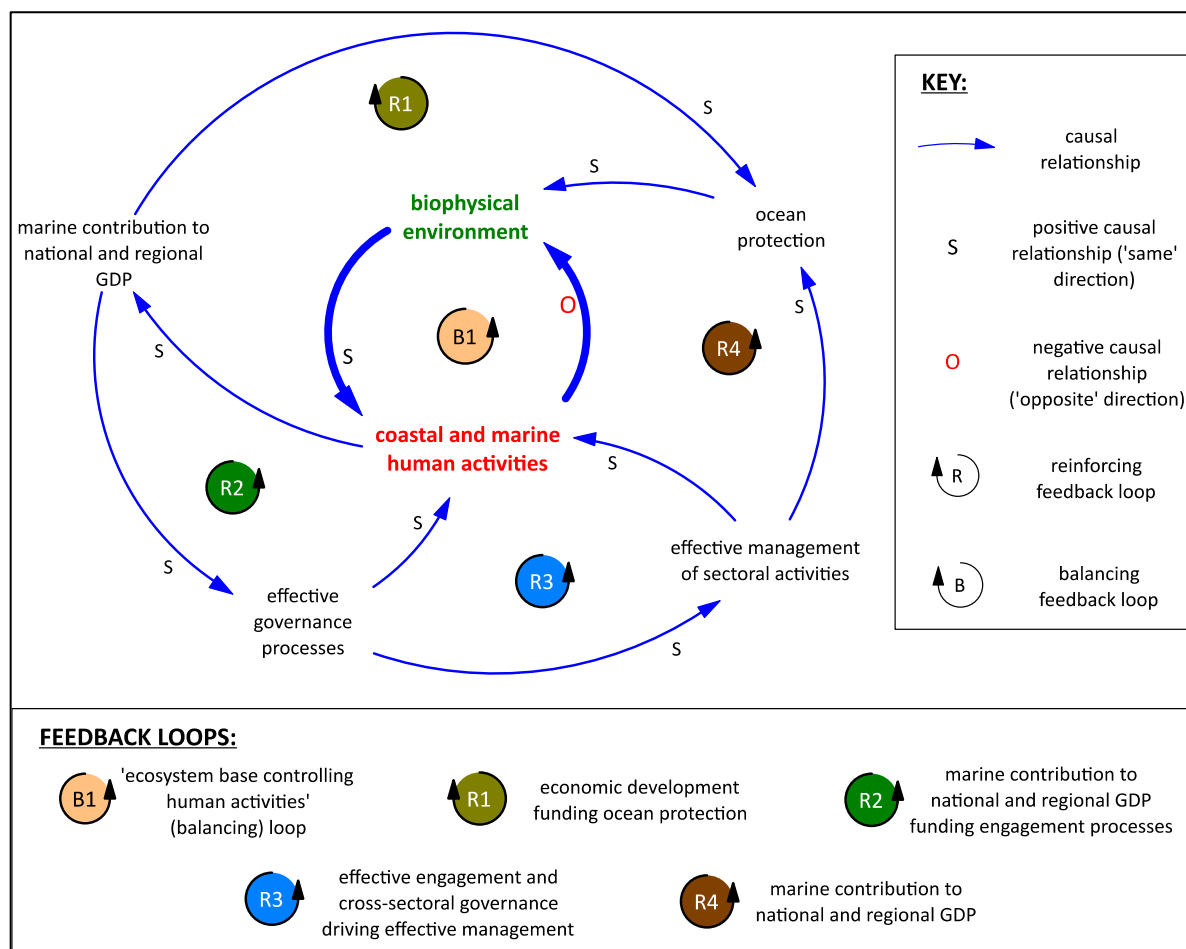 R1
S
S
biophysical
environment
ocean
protection
marine contribution to
national and regional
GDP
O
S
B1
R4
S
S
coastal and marine
human activities
S
R2
S
effective management
of sectoral activities
S
R3
effective
governance
processes
S
KEY:
causal
relationship
S
positive causal
relationship ('same'
direction)
O
negative causal
relationship
('opposite' direction)
R
reinforcing
feedback loop
B
balancing
feedback loop
FEEDBACK LOOPS:
B1
'ecosystem base controlling
human activities'
(balancing) loop
R1
economic development
funding ocean protection
R2
marine contribution to
national and regional GDP
funding engagement processes
R3
effective engagement and
cross-sectoral governance
driving effective management
R4
marine contribution to
national and regional GDP